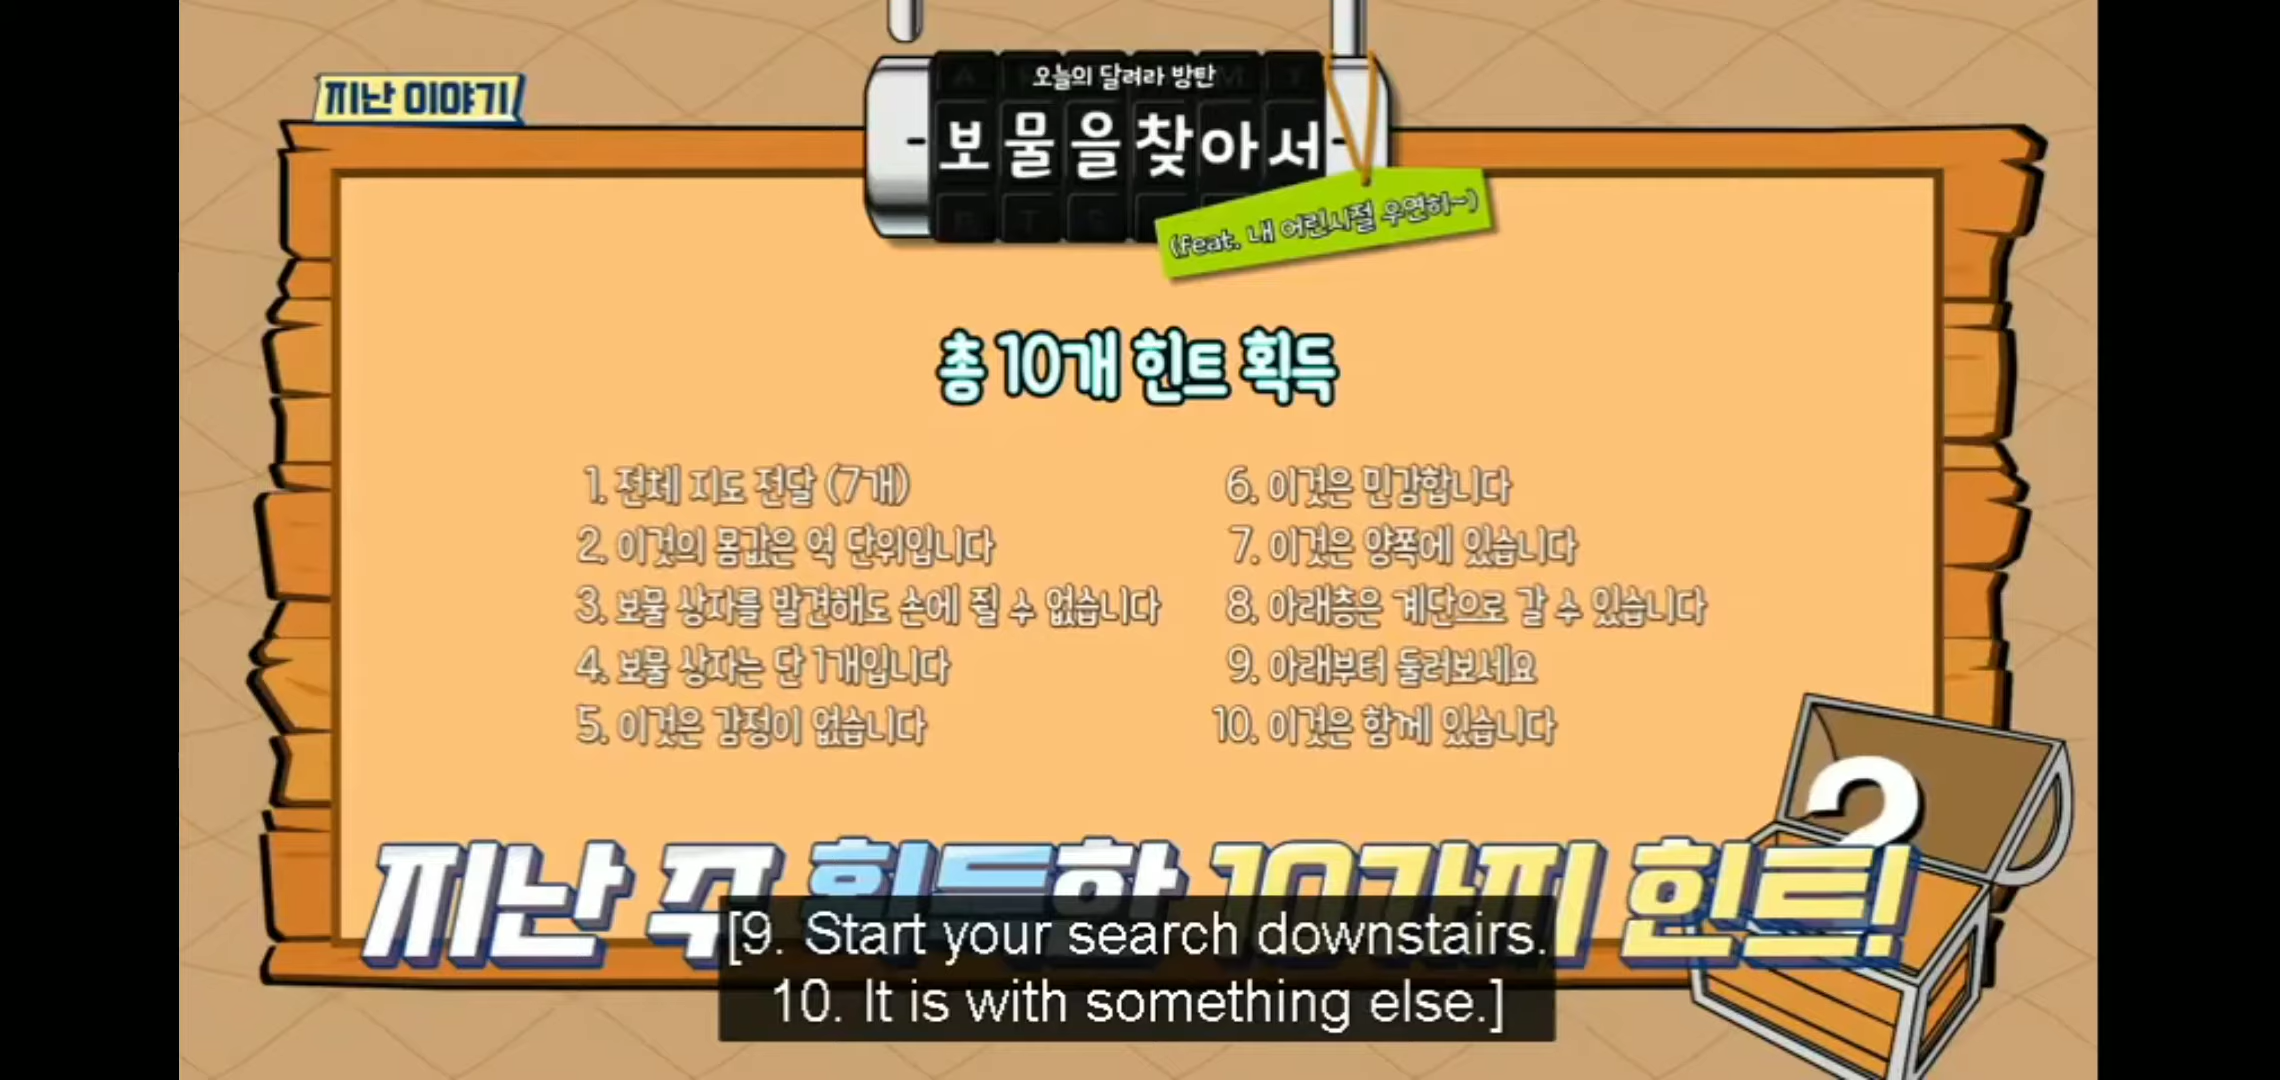 지난 이야기
오늘의 달려라 방탄
-보물을찾아서-
(feat. 내 어린시절 우연히~)
총 10개 힌트 획득
1. 전체 지도 전달 (7개)
2. 이것의 몸값은 억 단위입니다
3. 보물 상자를 발견해도 손에 쥘 수 없습니다
4. 보물 상자는 단 1개입니다
5. 이것은 감정이 없습니다
6. 이것은 민감합니다
7. 이것은 양쪽에 있습니다
8. 아래층은 계단으로 갈 수 있습니다
9. 아래부터 둘러보세요
10. 이것은 함께 있습니다
?
지난 주 획득한 10가지 힌트!
[9. Start your search downstairs.
10. It is with something else.]